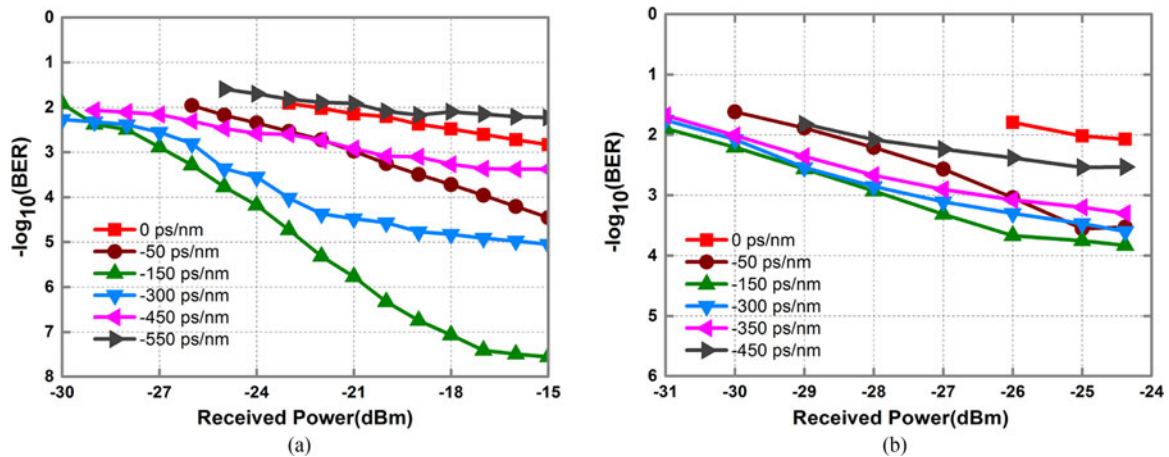 0
1
2
3
4
5
6
7
8
-log10(BER)
0 ps/nm
-50 ps/nm
-150 ps/nm
-300 ps/nm
-450 ps/nm
-550 ps/nm
-30 -27 -24 -21 -18 -15
Received Power(dBm)
(a)
0
1
2
3
4
5
6
-log10(BER)
0 ps/nm
-50 ps/nm
-150 ps/nm
-300 ps/nm
-350 ps/nm
-450 ps/nm
-31 -30 -29 -28 -27 -26 -25 -24
Received Power(dBm)
(b)